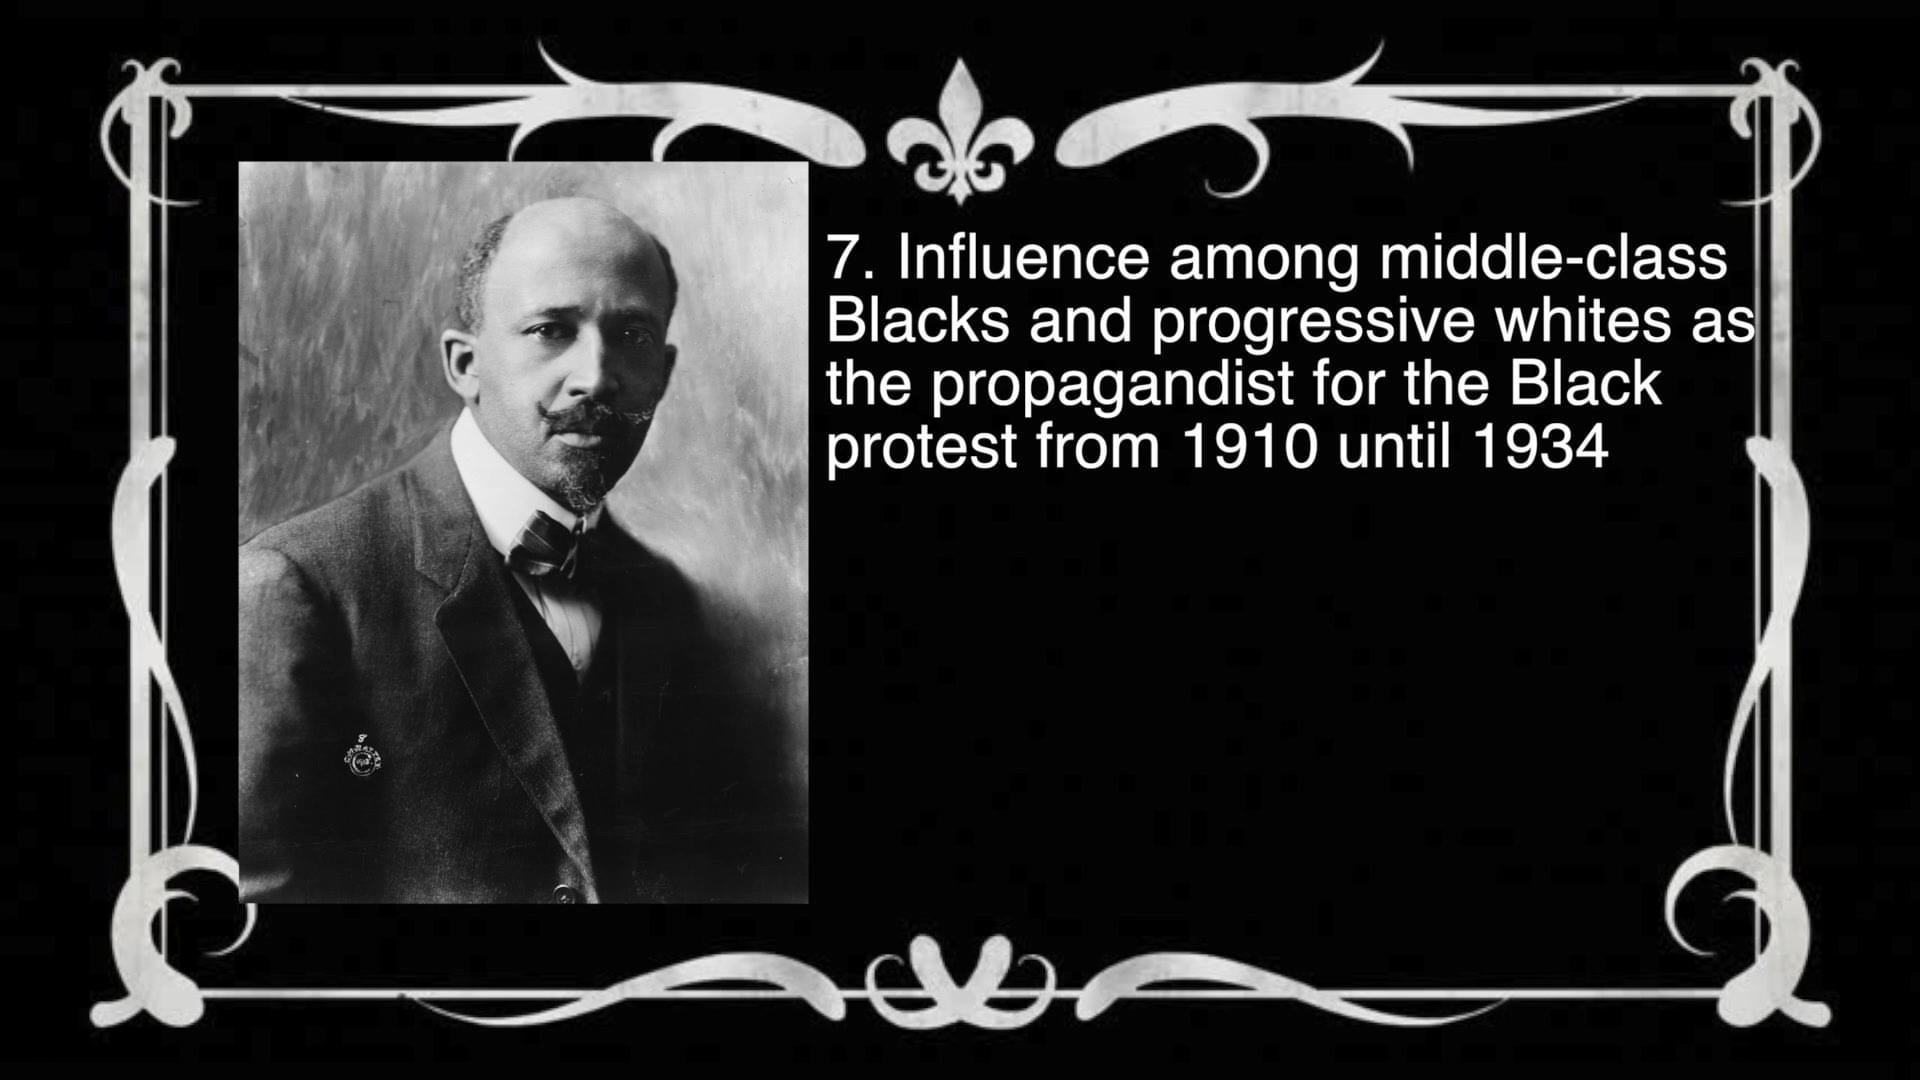 7. Influence among middle-class
Blacks and progressive whites as
the propagandist for the Black
protest from 1910 until 1934